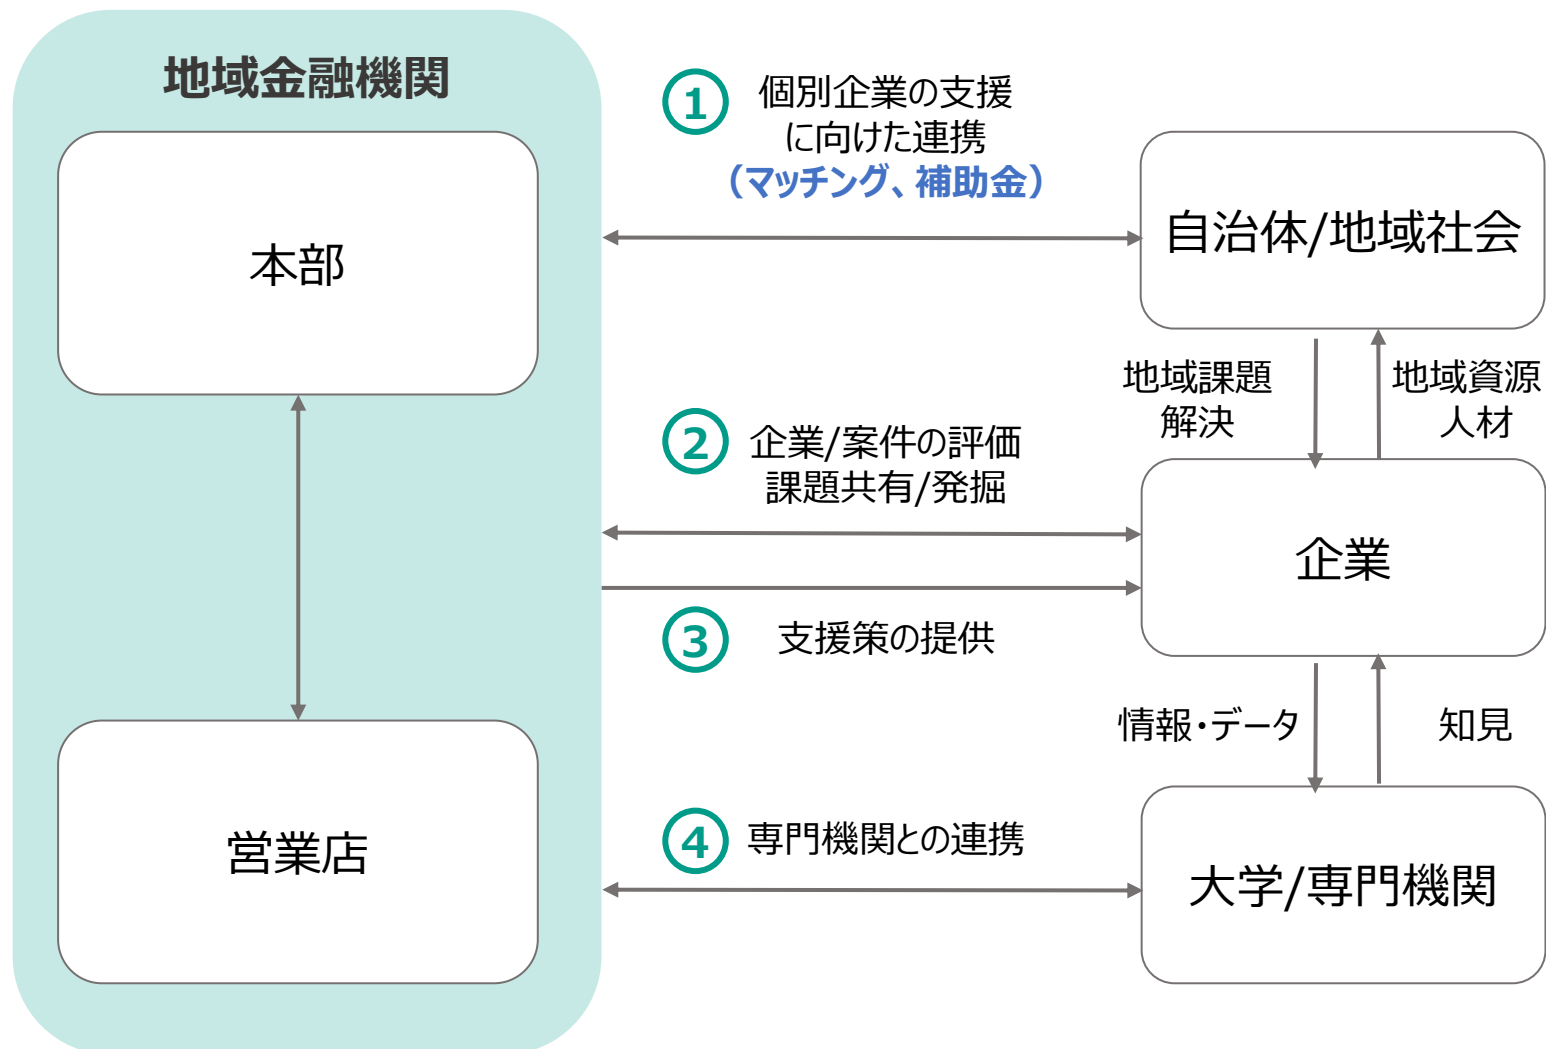 地域金融機関
本部
営業店
1
個別企業の支援
に向けた連携
（マッチング、補助金）
2
企業/案件の評価
課題共有/発掘
3
支援策の提供
4
専門機関との連携
自治体/地域社会
地域課題
解決
地域資源
人材
企業
情報・データ
知見
大学/専門機関